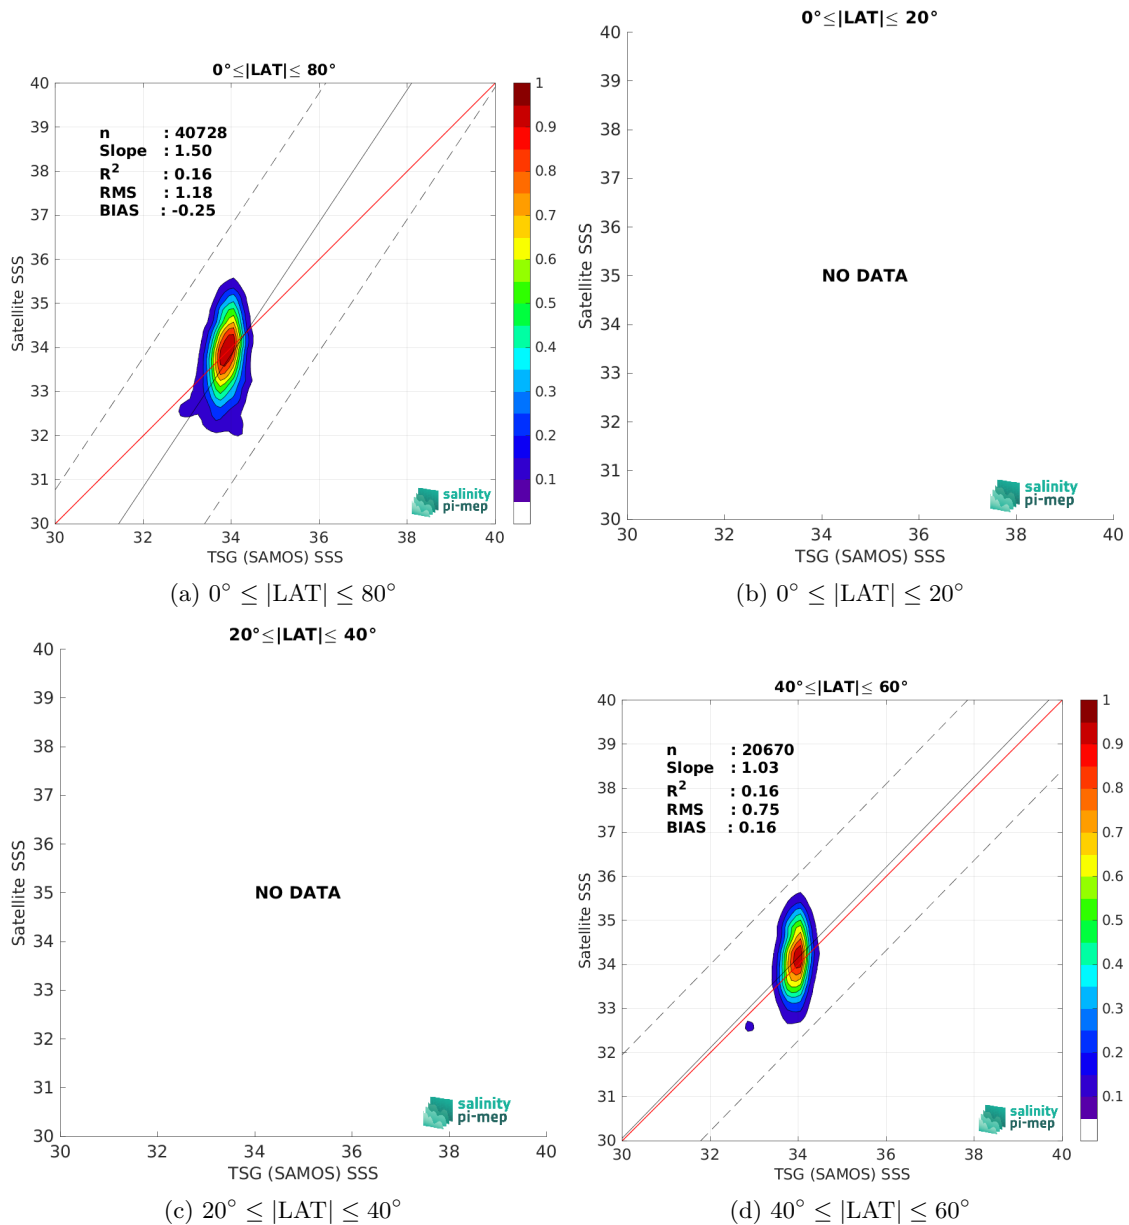 0°≤|LAT|≤ 80°
n : 40728
Slope : 1.50
R² : 0.16
RMS : 1.18
BIAS : -0.25
40
39
38
37
36
35
34
33
32
31
30
30 32 34 36 38 40
Satellite SSS
TSG (SAMOS) SSS
1
0.9
0.8
0.7
0.6
0.5
0.4
0.3
0.2
0.1
salinity
pi-mep
(a) 0° ≤ |LAT| ≤ 80°
0°≤|LAT|≤ 20°
40
39
38
37
36
35
34
33
32
31
30
30 32 34 36 38 40
Satellite SSS
NO DATA
TSG (SAMOS) SSS
salinity
pi-mep
(b) 0° ≤ |LAT| ≤ 20°
20°≤|LAT|≤ 40°
40
39
38
37
36
35
34
33
32
31
30
30 32 34 36 38 40
Satellite SSS
NO DATA
TSG (SAMOS) SSS
salinity
pi-mep
(c) 20° ≤ |LAT| ≤ 40°
40°≤|LAT|≤ 60°
n : 20670
Slope : 1.03
R² : 0.16
RMS : 0.75
BIAS : 0.16
40
39
38
37
36
35
34
33
32
31
30
30 32 34 36 38 40
Satellite SSS
TSG (SAMOS) SSS
1
0.9
0.8
0.7
0.6
0.5
0.4
0.3
0.2
0.1
salinity
pi-mep
(d) 40° ≤ |LAT| ≤ 60°